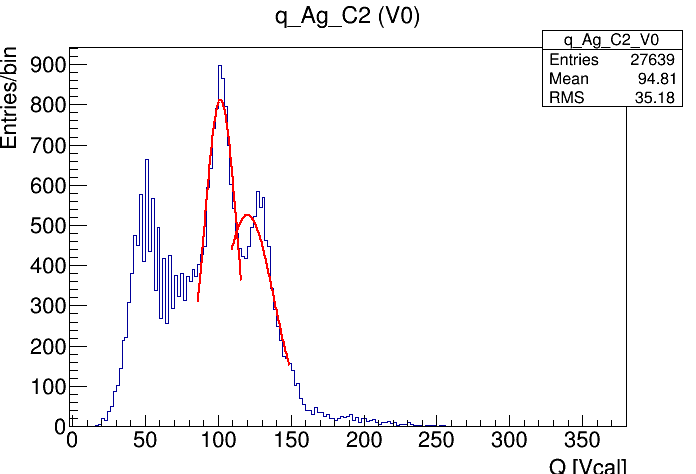 q_Ag_C2 (V0)
q_Ag_C2_V0
Entries 27639
Mean 94.81
RMS 35.18
Entries/bin
900
800
700
600
500
400
300
200
100
0
0 50 100 150 200 250 300 350
Q [Vcal]